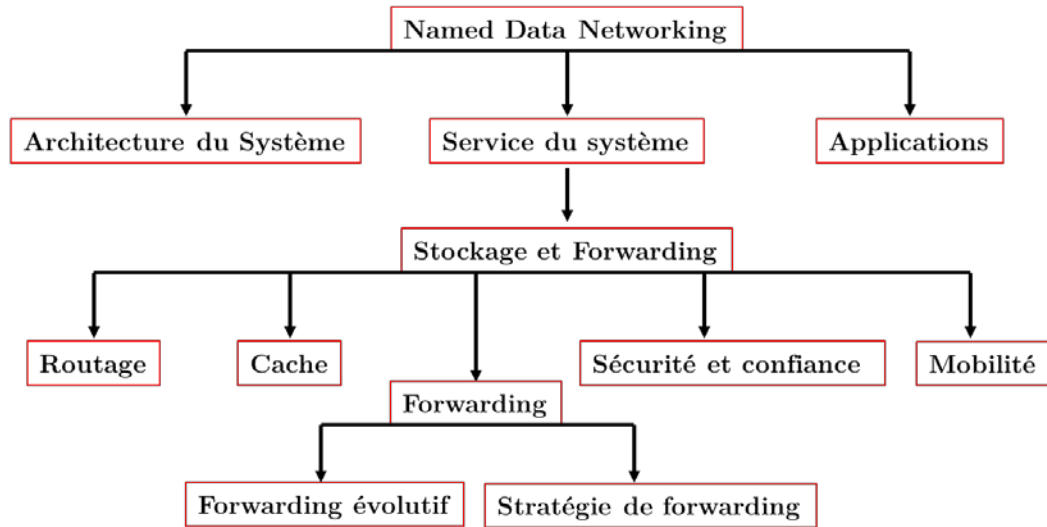 Named Data Networking
Architecture du Système
Service du système
Applications
Stockage et Forwarding
Routage
Cache
Sécurité et confiance
Mobilité
Forwarding
Forwarding évolutif
Stratégie de forwarding